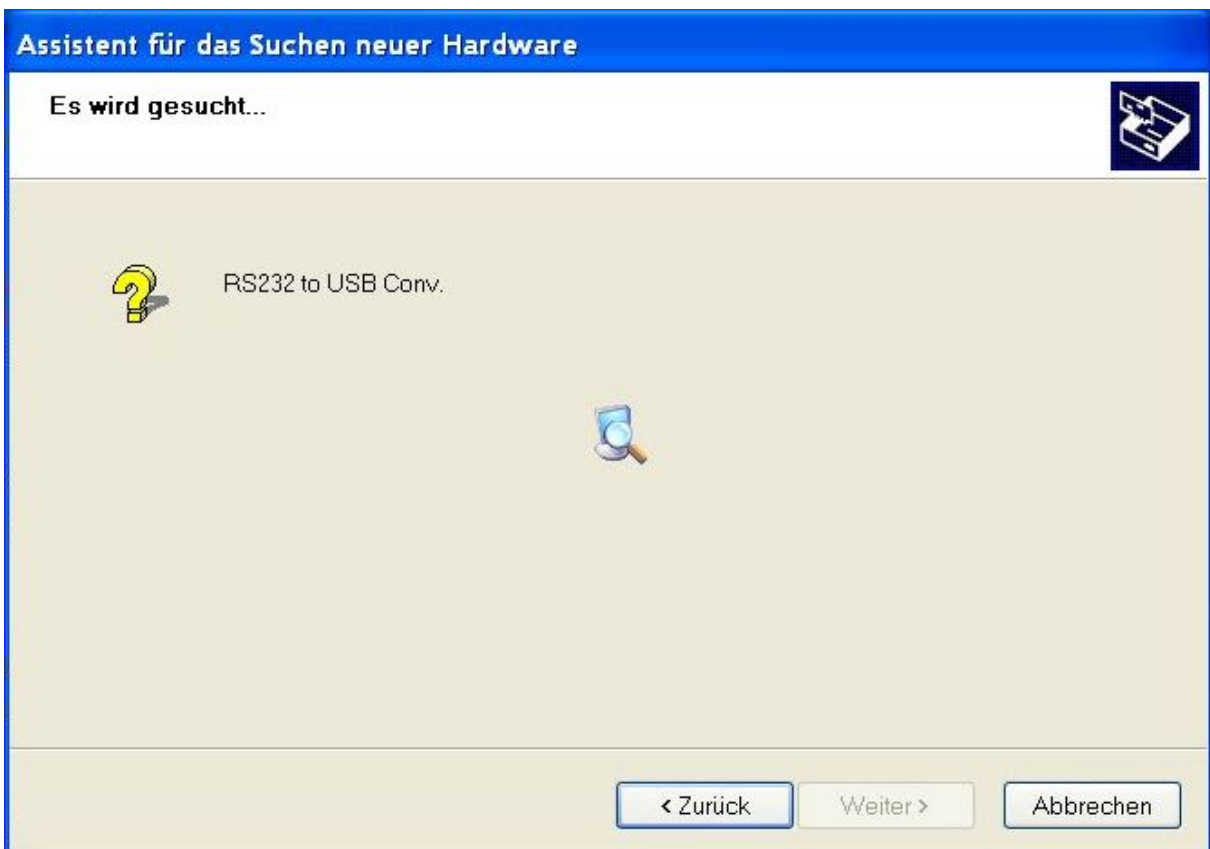 Assistent für das Suchen neuer Hardware
Es wird gesucht...
RS232 to USB Conv.
< Zurück
Weiter >
Abbrechen